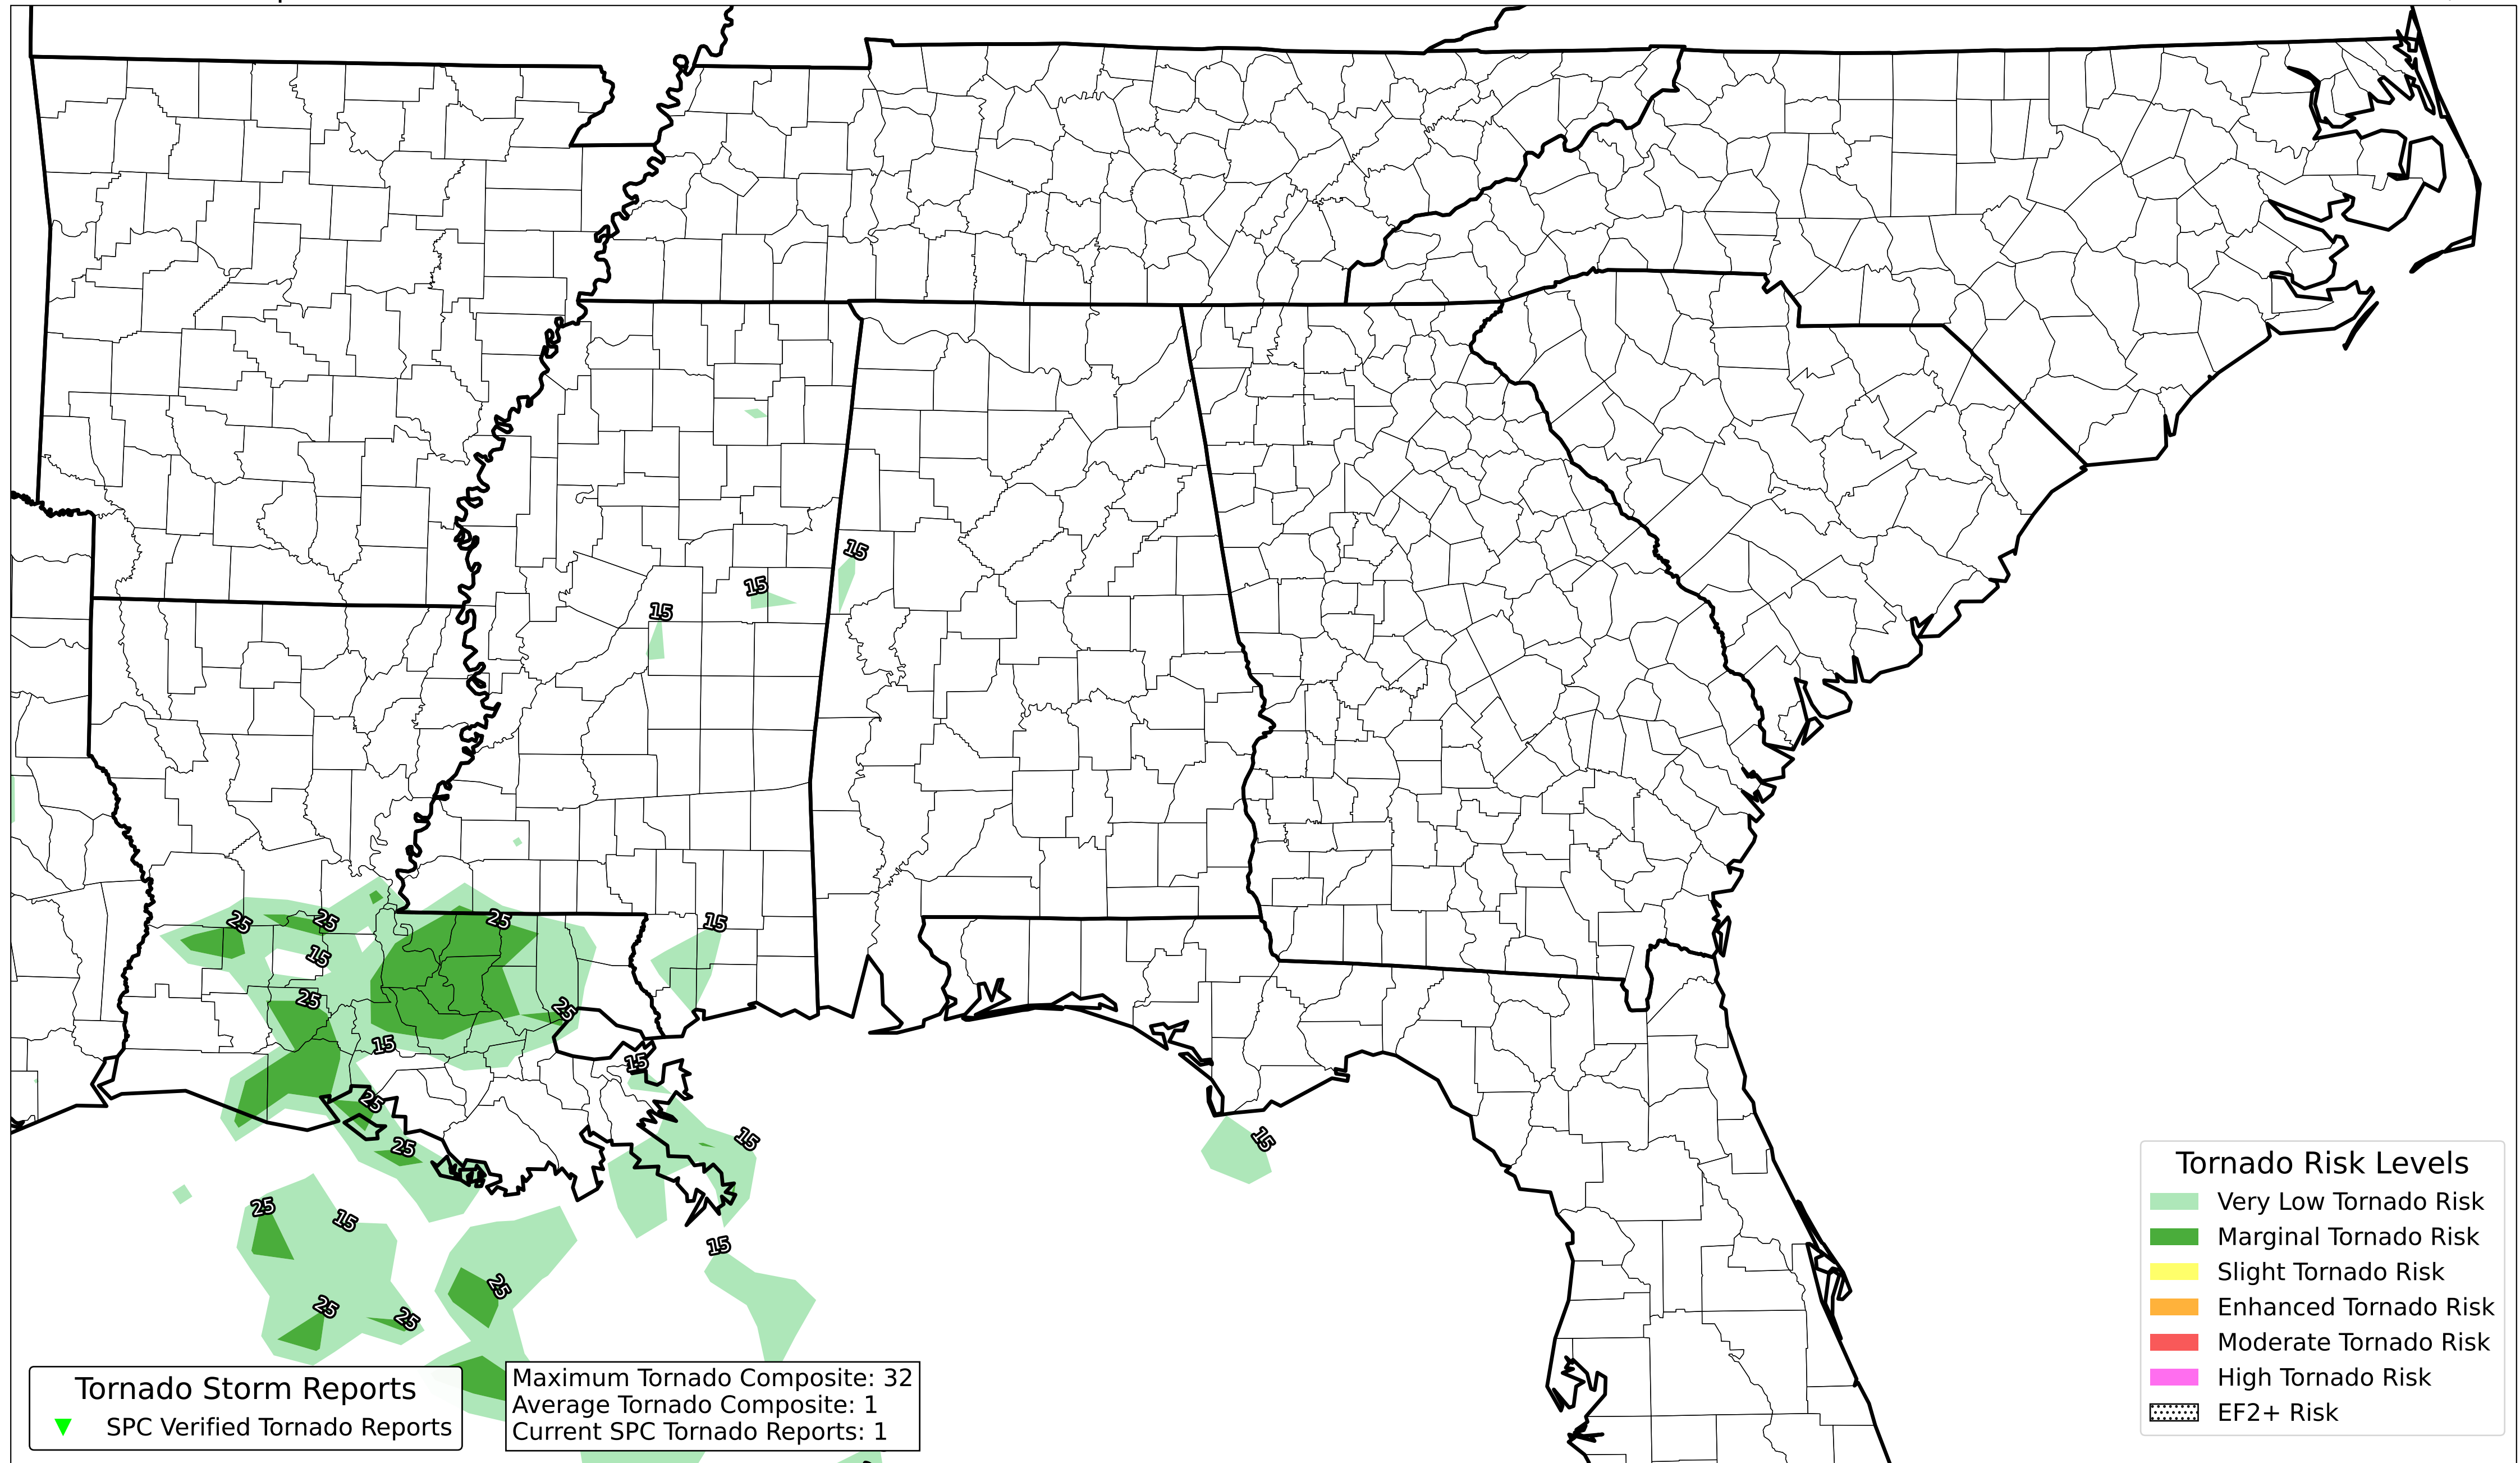 15
15
15
25
25
25
15
15
25
25
15
15
25
15
25
15
25
15
15
25
25
25
Tornado Storm Reports
SPC Verified Tornado Reports
Maximum Tornado Composite: 32
Average Tornado Composite: 1
Current SPC Tornado Reports: 1
Tornado Risk Levels
Very Low Tornado Risk
Marginal Tornado Risk
Slight Tornado Risk
Enhanced Tornado Risk
Moderate Tornado Risk
High Tornado Risk
EF2+ Risk